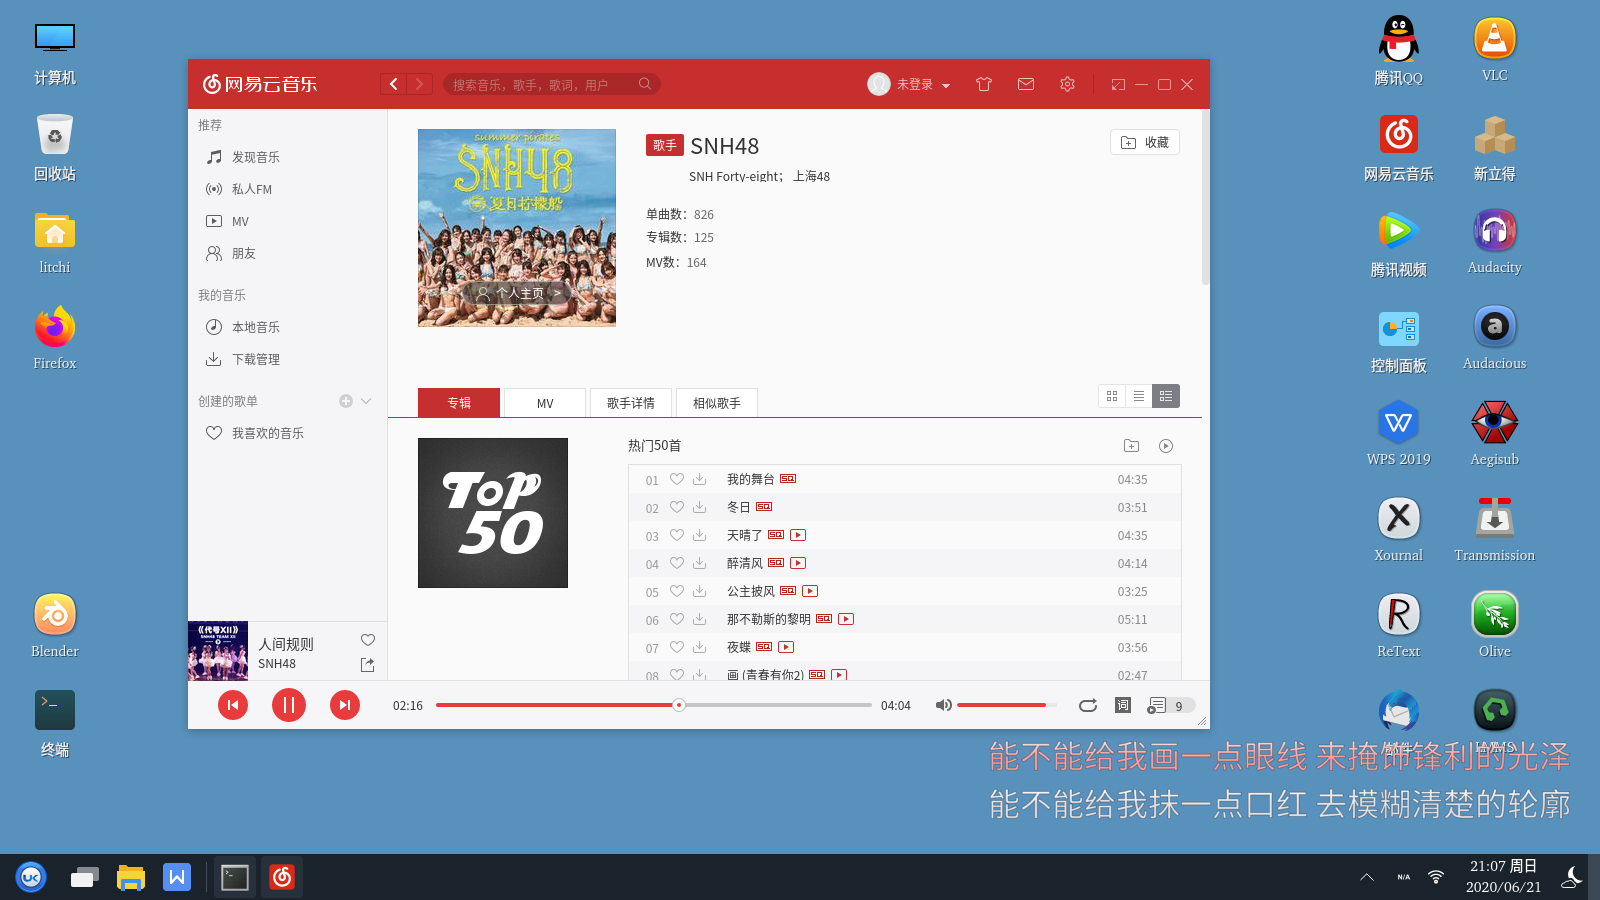 计算机
回收站
litchi
Firefox
Blender
终端
网易云音乐
搜索音乐，歌手，歌词，用户
未登录
推荐
发现音乐
私人FM
MV
朋友
我的音乐
本地音乐
下载管理
创建的歌单
我喜欢的音乐
summer pirates
SNH48
夏日柠檬船
个人主页 >
歌手 SNH48
SNH Forty-eight； 上海48
单曲数：826
专辑数：125
MV数：164
收藏
专辑
MV
歌手详情
相似歌手
Top
50
热门50首
01 我的舞台 SQ 04:35
02 冬日 SQ 03:51
03 天晴了 SQ 04:35
04 醉清风 SQ 04:14
05 公主披风 SQ 03:25
06 那不勒斯的黎明 SQ 05:11
07 夜蝶 SQ 03:56
08 画 (青春有你2) SQ 02:47
《代号XII》
SNH48 TEAM XII
人间规则
SNH48
02:16
04:04
词
9
腾讯QQ
VLC
网易云音乐
新立得
腾讯视频
Audacity
控制面板
Audacious
WPS 2019
Aegisub
Xournal
Transmission
ReText
Olive
LMMS
能不能给我画一点眼线 来掩饰锋利的光泽
能不能给我抹一点口红 去模糊清楚的轮廓
N/A
21:07 周日
2020/06/21